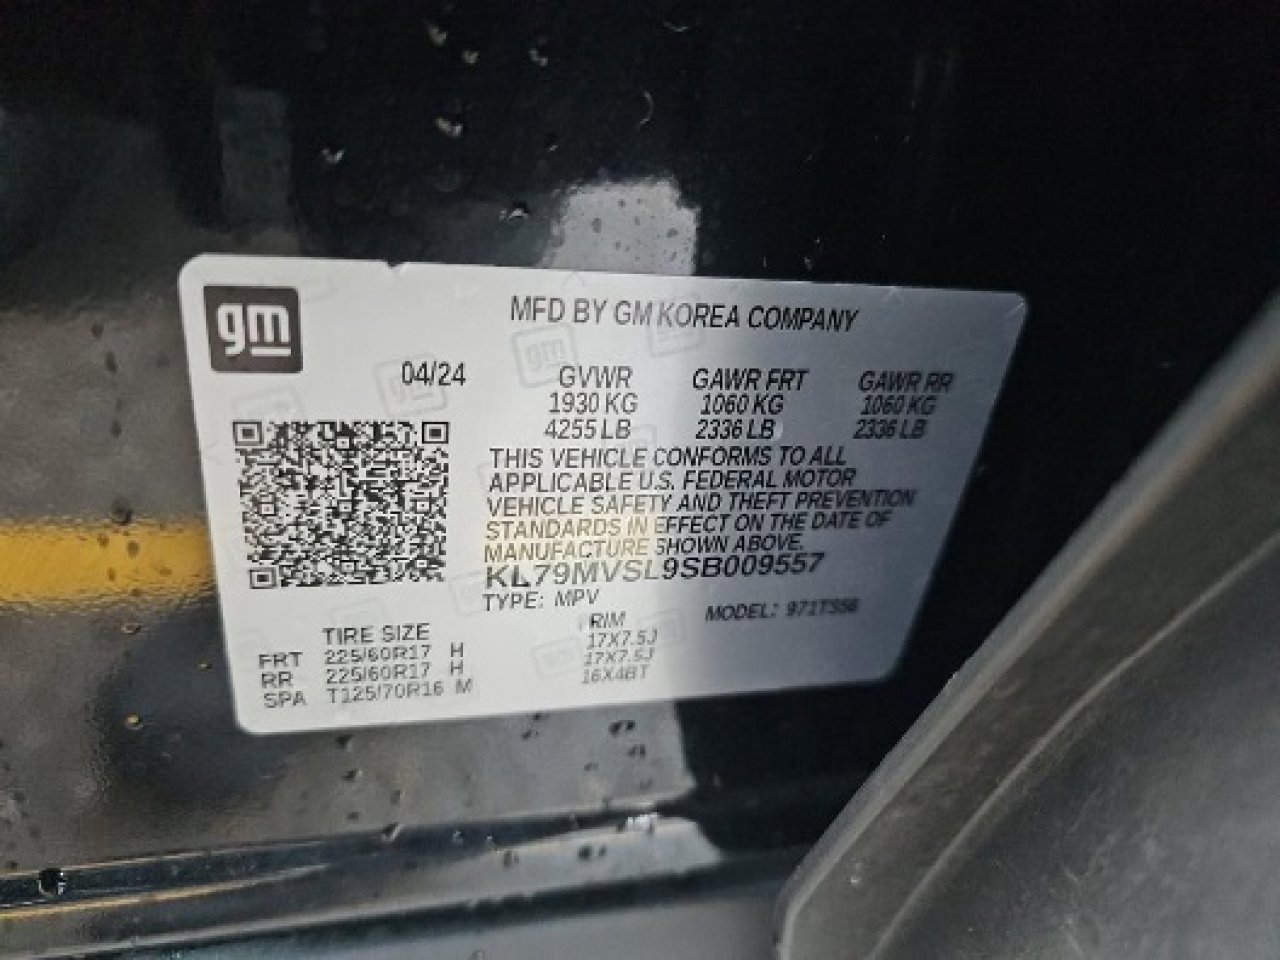 gm
MFD BY GM KOREA COMPANY
04/24
GVWR GAWR FRT GAWR RR
1930 KG 1060 KG 1060 KG
4255 LB 2336 LB 2336 LB
THIS VEHICLE CONFORMS TO ALL
APPLICABLE U.S. FEDERAL MOTOR
VEHICLE SAFETY AND THEFT PREVENTION
STANDARDS IN EFFECT ON THE DATE OF
MANUFACTURE SHOWN ABOVE.
KL79MVSL9SB009557
TYPE: MPV MODEL:
TIRE SIZE RIM
FRT 225/60R17 H 17X7.5J
RR 225/60R17 H 17X7.5J
SPA T125/70R16 M 16X4BT